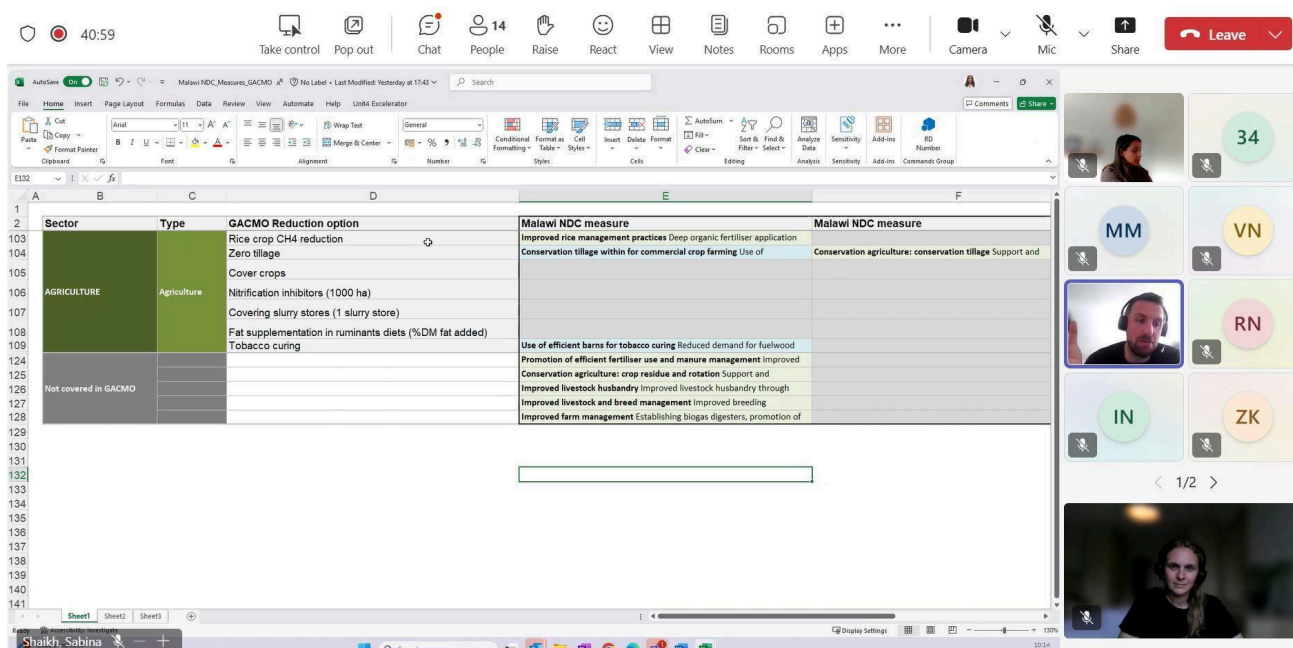 40:59
Take control
Pop out
Chat
14
People
Raise
React
View
Notes
Rooms
Apps
More
Camera
Mic
Share
Leave
AutoSave On
Malawi NDC_Measures_GACMO
No Label • Last Modified: Yesterday at 17:43
Search
File Home Insert Page Layout Formulas Data Review View Automate Help Unit4 Excelerator
Comments Share
Paste
Cut
Copy
Format Painter
Clipboard
Arial 11
B I U
Font
Wrap Text
Merge & Center
Alignment
General
Number
Conditional Formatting
Format as Table
Cell Styles
Styles
Insert Delete Format
Cells
AutoSum
Fill
Clear
Sort & Filter
Find & Select
Editing
Analyze Data
Analysis
Sensitivity
Sensitivity
Add-ins
Add-ins
RD Number
Commands Group
E132 fx
A B C D E F
1
2 Sector Type GACMO Reduction option Malawi NDC measure Malawi NDC measure
103 Rice crop CH4 reduction Improved rice management practices Deep organic fertiliser application
104 Zero tillage Conservation tillage within for commercial crop farming Use of Conservation agriculture: conservation tillage Support and
105 Cover crops
106 AGRICULTURE Agriculture Nitrification inhibitors (1000 ha)
107 Covering slurry stores (1 slurry store)
108 Fat supplementation in ruminants diets (%DM fat added)
109 Tobacco curing Use of efficient barns for tobacco curing Reduced demand for fuelwood
124 Promotion of efficient fertiliser use and manure management Improved
125 Conservation agriculture: crop residue and rotation Support and
126 Not covered in GACMO Improved livestock husbandry Improved livestock husbandry through
127 Improved livestock and breed management Improved breeding
128 Improved farm management Establishing biogas digesters, promotion of
129
130
131
132
133
134
135
136
137
138
139
140
141
Sheet1 Sheet2 Sheet3
Ready
Accessibility: Investigate
Display Settings
130%
Shaikh, Sabina
10:14
34
MM
VN
RN
IN
ZK
1/2